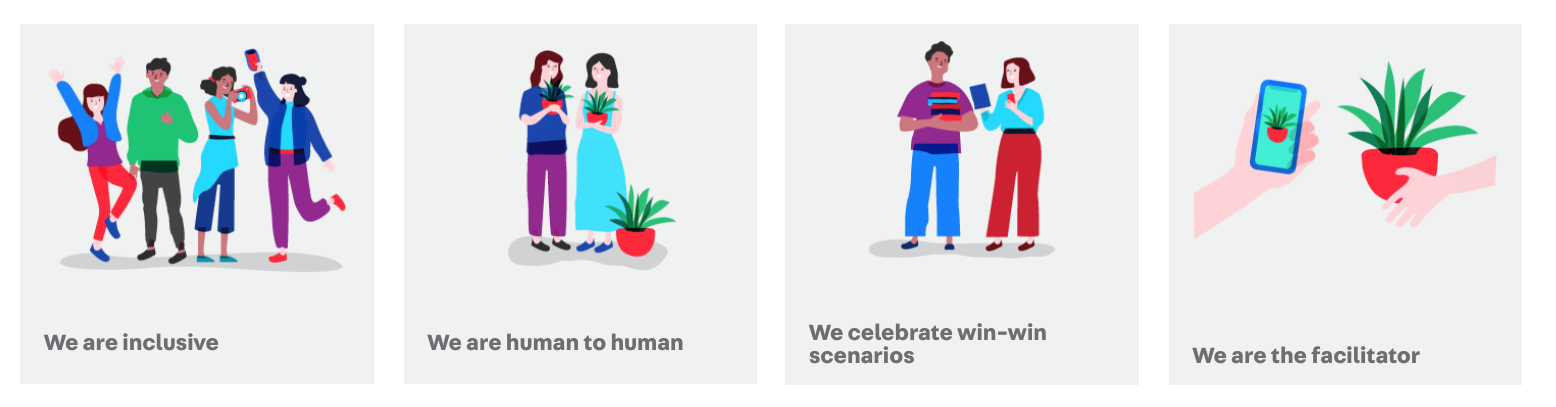 We are inclusive
We are human to human
We celebrate win-win
scenarios
We are the facilitator